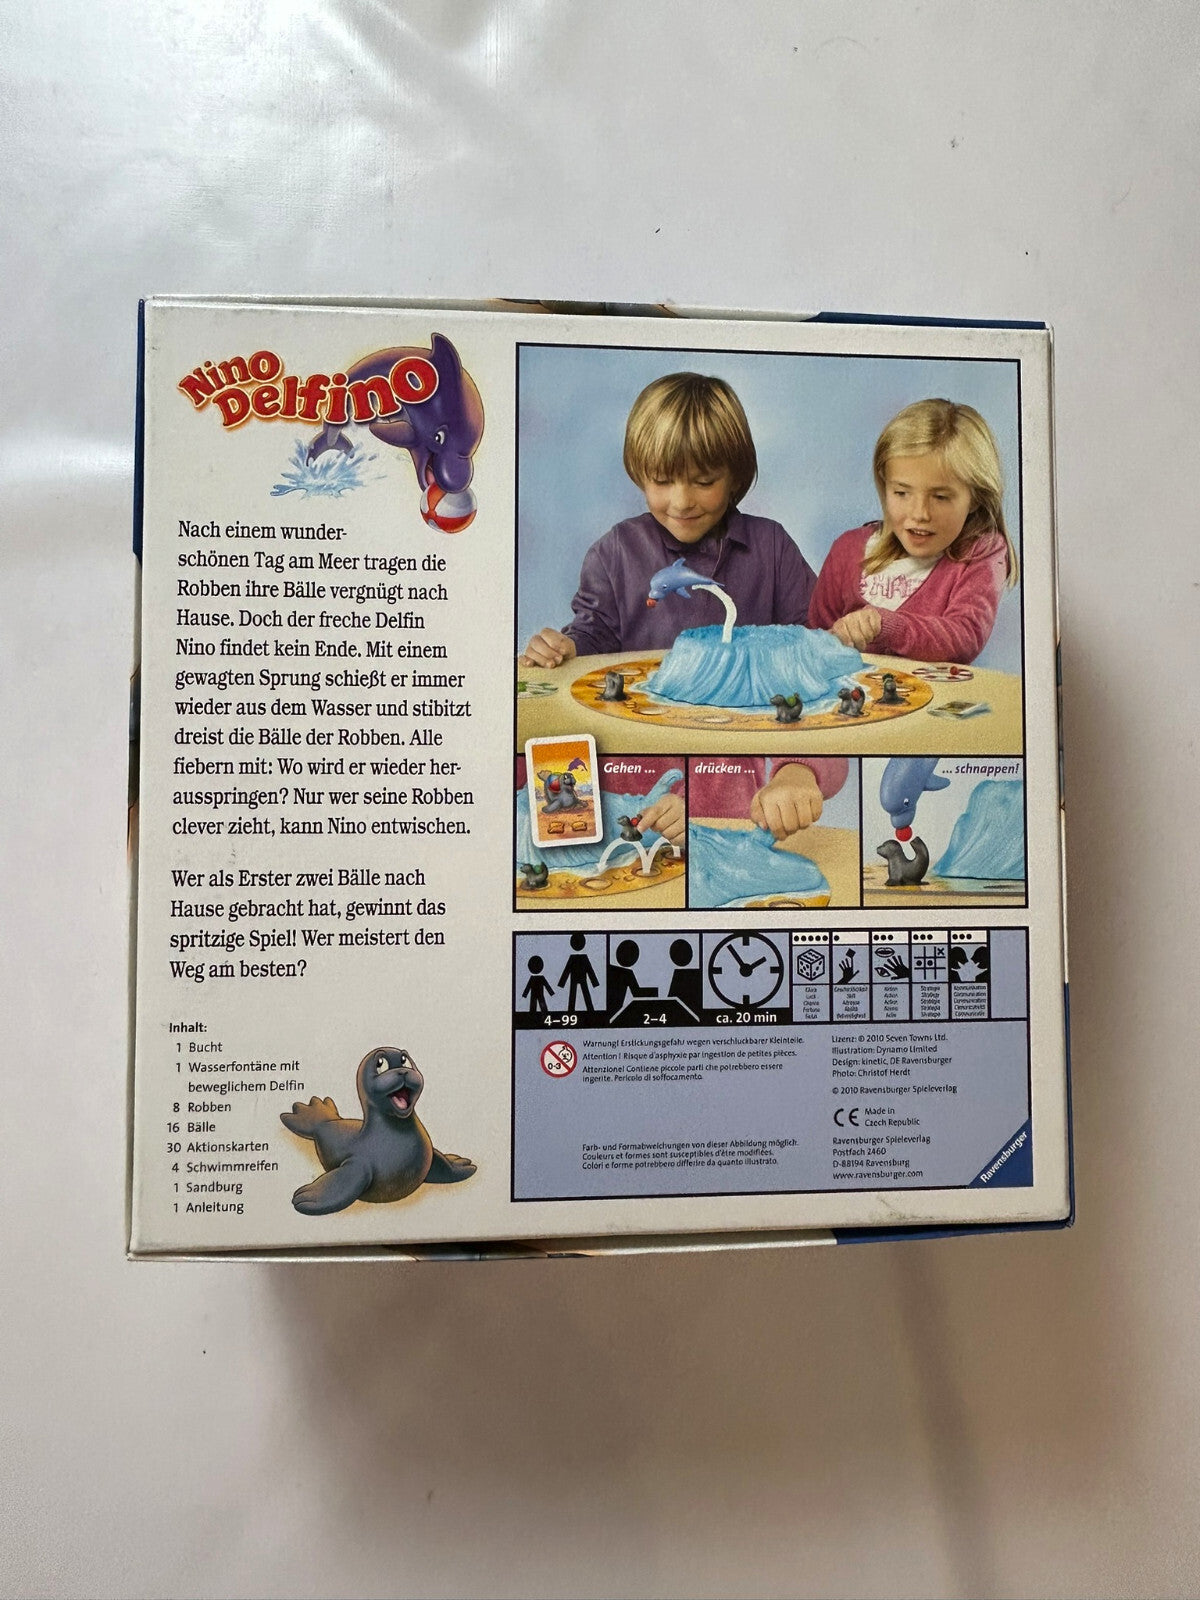 Nino
Delfino
Nach einem wunder-
schönen Tag am Meer tragen die
Robben ihre Bälle vergnügt nach
Hause. Doch der freche Delfin
Nino findet kein Ende. Mit einem
gewagten Sprung schießt er immer
wieder aus dem Wasser und stibitzt
dreist die Bälle der Robben. Alle
fiebern mit: Wo wird er wieder her-
ausspringen? Nur wer seine Robben
clever zieht, kann Nino entwischen.
Wer als Erster zwei Bälle nach
Hause gebracht hat, gewinnt das
spritzige Spiel! Wer meistert den
Weg am besten?
Inhalt:
1 Bucht
1 Wasserfontäne mit
beweglichem Delfin
8 Robben
16 Bälle
30 Aktionskarten
4 Schwimmreifen
1 Sandburg
1 Anleitung
Gehen ...
drücken ...
... schnappen!
4–99
2–4
ca. 20 min
0-3
Warnung! Erstickungsgefahr wegen verschluckbarer Kleinteile.
Attention! Risque d'asphyxie par ingestion de petites pièces.
Attenzione! Contiene piccole parti che potrebbero essere
ingerite. Pericolo di soffocamento.
Farb- und Formabweichungen von dieser Abbildung möglich.
Couleurs et formes sont susceptibles d'être modifiées.
Colori e forme potrebbero differire da quanto illustrato.
Lizenz: © 2010 Seven Towns Ltd.
Illustration: Dynamo Limited
Design: kinetic, DE Ravensburger
Photo: Christof Herdt
© 2010 Ravensburger Spieleverlag
CE Made in
Czech Republic
Ravensburger Spieleverlag
Postfach 2460
D-88194 Ravensburg
www.ravensburger.com
Ravensburger